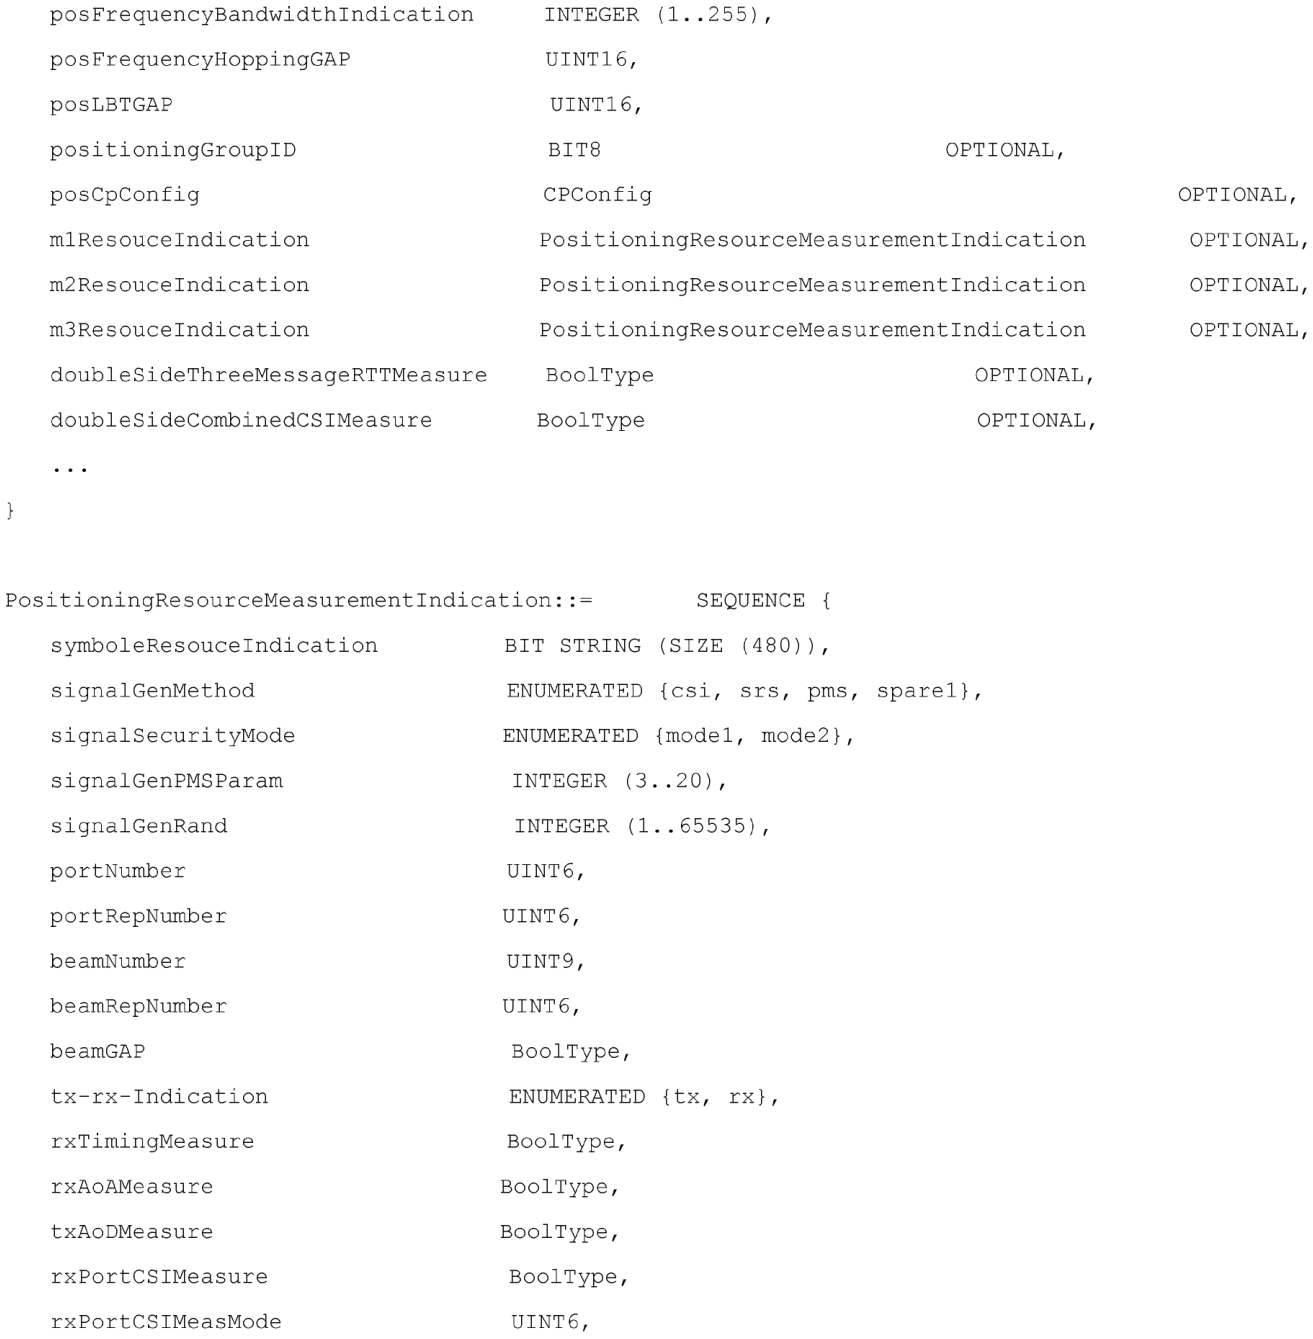 posFrequencyBandwidthIndication INTEGER (1..255),
posFrequencyHoppingGAP UINT16,
posLBTGAP UINT16,
positioningGroupID BIT8 OPTIONAL,
posCpConfig CPConfig OPTIONAL,
m1ResouceIndication PositioningResourceMeasurementIndication OPTIONAL,
m2ResouceIndication PositioningResourceMeasurementIndication OPTIONAL,
m3ResouceIndication PositioningResourceMeasurementIndication OPTIONAL,
doubleSideThreeMessageRTTMeasure BoolType OPTIONAL,
doubleSideCombinedCSIMeasure BoolType OPTIONAL,
...
}
PositioningResourceMeasurementIndication::= SEQUENCE {
symboleResouceIndication BIT STRING (SIZE (480)),
signalGenMethod ENUMERATED {csi, srs, pms, spare1},
signalSecurityMode ENUMERATED {mode1, mode2},
signalGenPMSParam INTEGER (3..20),
signalGenRand INTEGER (1..65535),
portNumber UINT6,
portRepNumber UINT6,
beamNumber UINT9,
beamRepNumber UINT6,
beamGAP BoolType,
tx-rx-Indication ENUMERATED {tx, rx},
rxTimingMeasure BoolType,
rxAoAMeasure BoolType,
txAoDMeasure BoolType,
rxPortCSIMeasure BoolType,
rxPortCSIMeasMode UINT6,